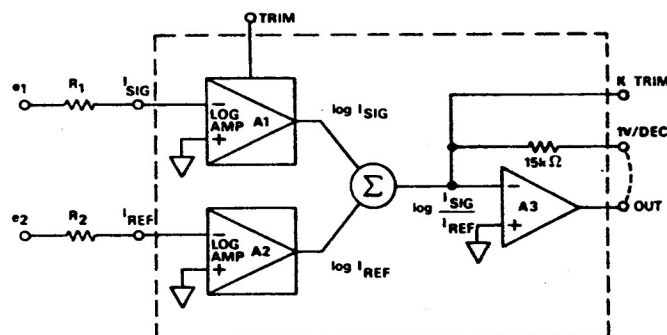 TRIM
K TRIM
e1
R1
ISIG
−
LOG
AMP
+
A1
log ISIG
1V/DEC
15kΩ
Σ
− 
A3
+
OUT
log ISIG
IREF
e2
R2
IREF
−
LOG
AMP
+
A2
log IREF